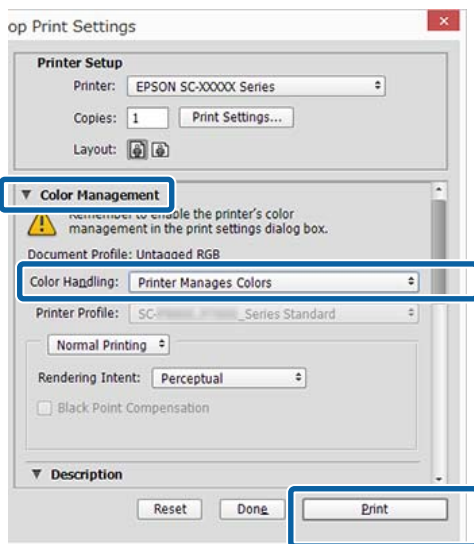 op Print Settings
Printer Setup
Printer: EPSON SC-XXXXX Series
Copies: 1 Print Settings...
Layout:
Color Management
Remember to enable the printer's color
management in the print settings dialog box.
Document Profile: Untagged RGB
Color Handling: Printer Manages Colors
Printer Profile: SC- _Series Standard
Normal Printing
Rendering Intent: Perceptual
Black Point Compensation
Description
Reset Done Print